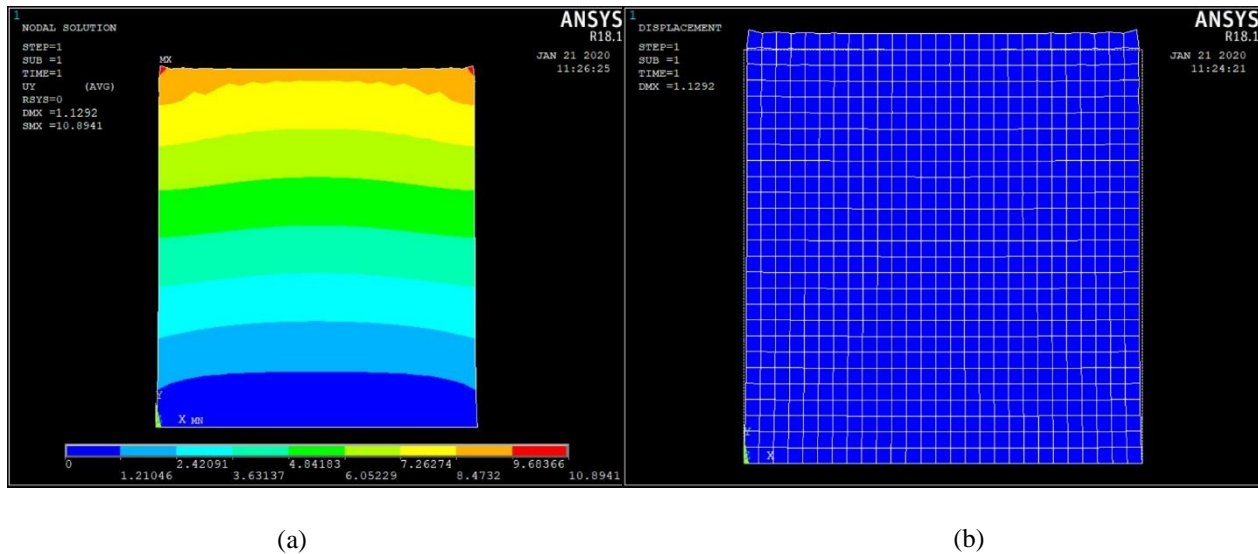 1
NODAL SOLUTION
STEP=1
SUB =1
TIME=1
UY (AVG)
RSYS=0
DMX =1.1292
SMX =10.8941
ANSYS
R18.1
JAN 21 2020
11:26:25
MX
Y
X MN
0 2.42091 4.84183 7.26274 9.68366
1.21046 3.63137 6.05229 8.4732 10.8941
1
DISPLACEMENT
STEP=1
SUB =1
TIME=1
DMX =1.1292
ANSYS
R18.1
JAN 21 2020
11:24:21
Y
X
(a) (b)